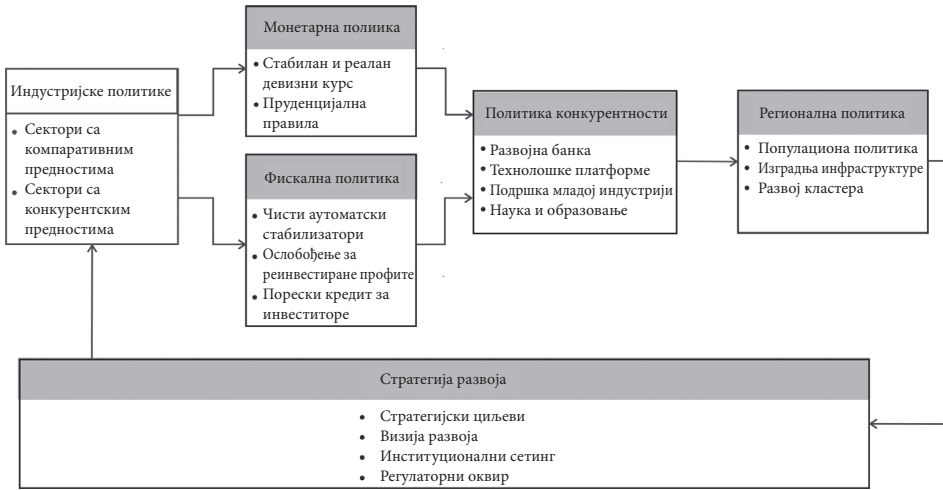 Индустријске политике
• Сектори са
компаративним
предностима
• Сектори са
конкурентским
предностима
Монетарна полиика
• Стабилан и реалан
девизни курс
• Пруденцијална
правила
Фискална политика
• Чисти аутоматски
стабилизатори
• Ослобођење за
реинвестиране профите
• Порески кредит за
инвеститоре
Политика конкурентности
• Развојна банка
• Технолошке платформе
• Подршка младој индустрији
• Наука и образовање
Регионална политика
• Популациона политика
• Изградња инфраструктуре
• Развој кластера
Стратегија развоја
• Стратегијски циљеви
• Визија развоја
• Институционални сетинг
• Регулаторни оквир